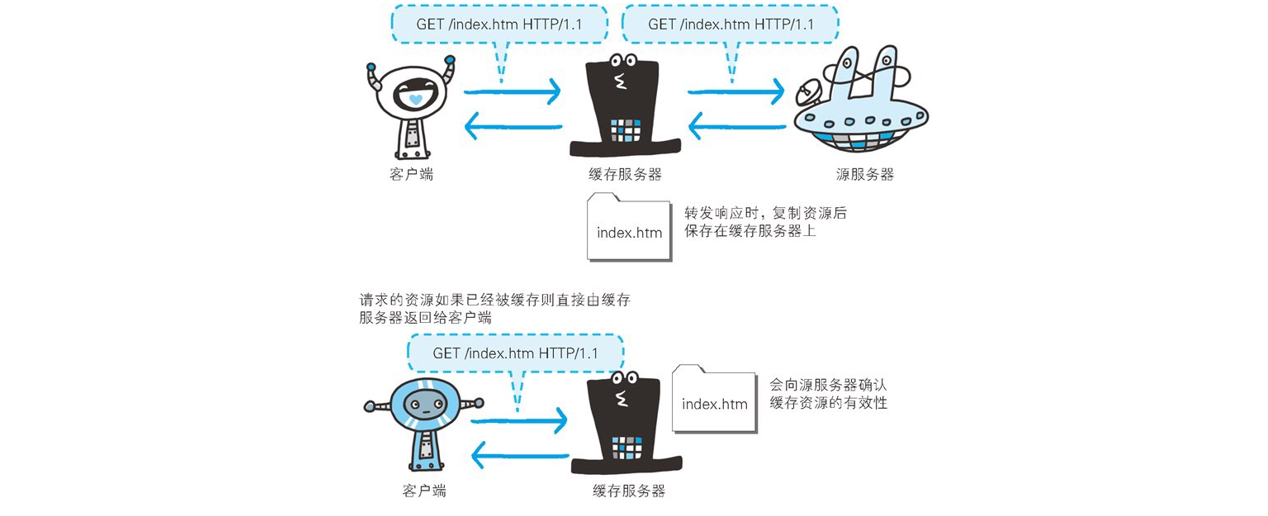 GET /index.htm HTTP/1.1
GET /index.htm HTTP/1.1
客户端
缓存服务器
源服务器
index.htm
转发响应时，复制资源后
保存在缓存服务器上
请求的资源如果已经被缓存则直接由缓存
服务器返回给客户端
GET /index.htm HTTP/1.1
index.htm
会向源服务器确认
缓存资源的有效性
客户端
缓存服务器